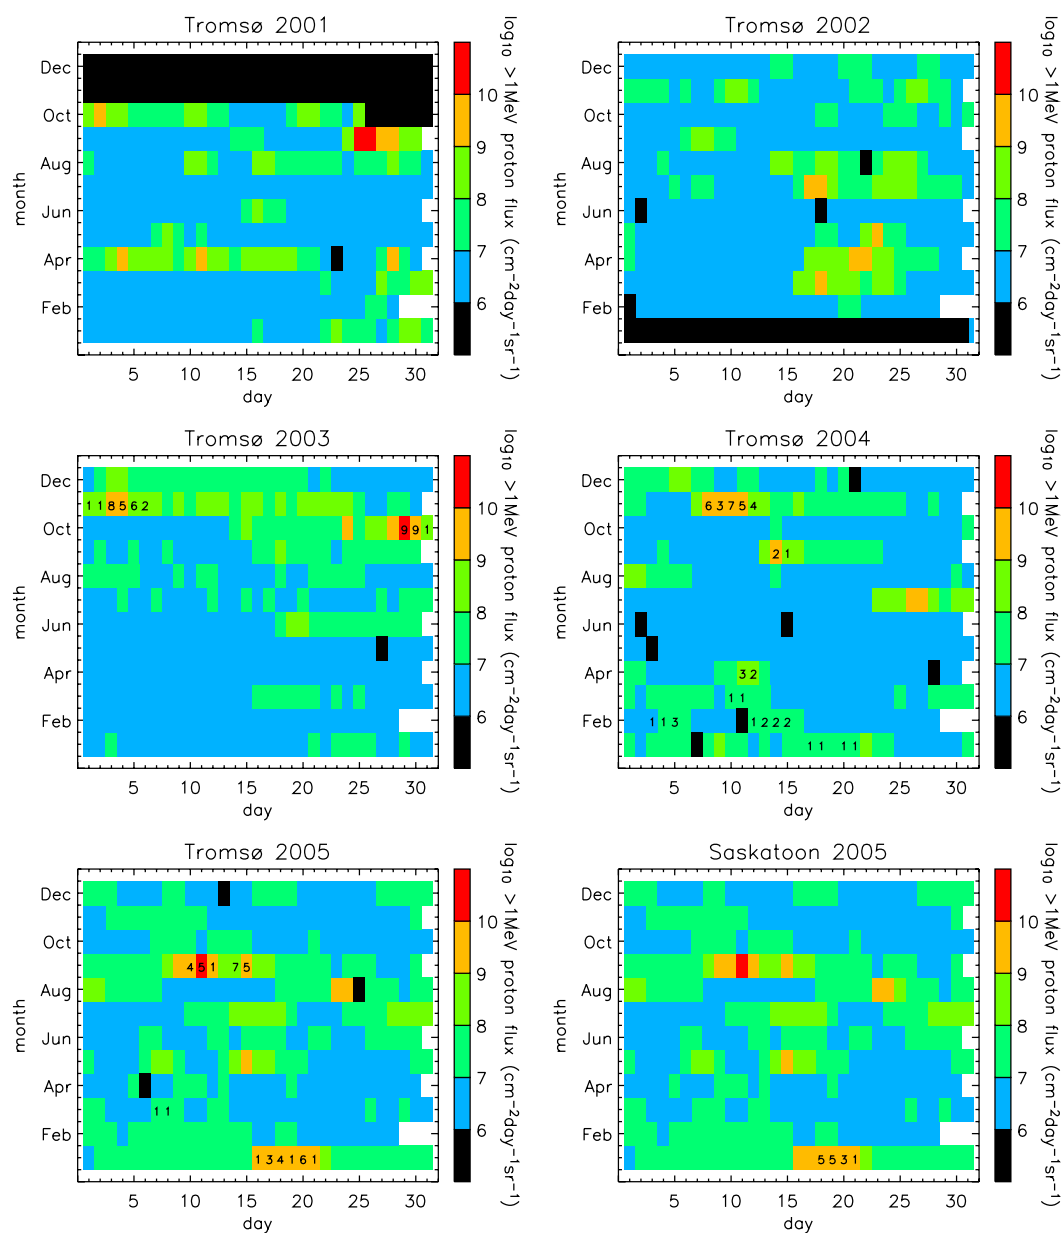 Tromsø 2001
Dec
Oct
Aug
Jun
Apr
Feb
month
5 10 15 20 25 30
day
10
9
8
7
6
log10 >1MeV proton flux (cm−2day−1sr−1)
Tromsø 2002
Dec
Oct
Aug
Jun
Apr
Feb
month
5 10 15 20 25 30
day
10
9
8
7
6
log10 >1MeV proton flux (cm−2day−1sr−1)
Tromsø 2003
Dec
1 1 8 5 6 2
Oct
9 9 1
Aug
Jun
Apr
Feb
month
5 10 15 20 25 30
day
10
9
8
7
6
log10 >1MeV proton flux (cm−2day−1sr−1)
Tromsø 2004
Dec
6 3 7 5 4
Oct
2 1
Aug
Jun
Apr
3 2
1 1
Feb
1 1 3 1 2 2 2
1 1 1 1
month
5 10 15 20 25 30
day
10
9
8
7
6
log10 >1MeV proton flux (cm−2day−1sr−1)
Tromsø 2005
Dec
Oct
4 5 1 7 5
Aug
Jun
Apr
1 1
Feb
1 3 4 1 6 1
month
5 10 15 20 25 30
day
10
9
8
7
6
log10 >1MeV proton flux (cm−2day−1sr−1)
Saskatoon 2005
Dec
Oct
Aug
Jun
Apr
Feb
5 5 3 1
month
5 10 15 20 25 30
day
10
9
8
7
6
log10 >1MeV proton flux (cm−2day−1sr−1)